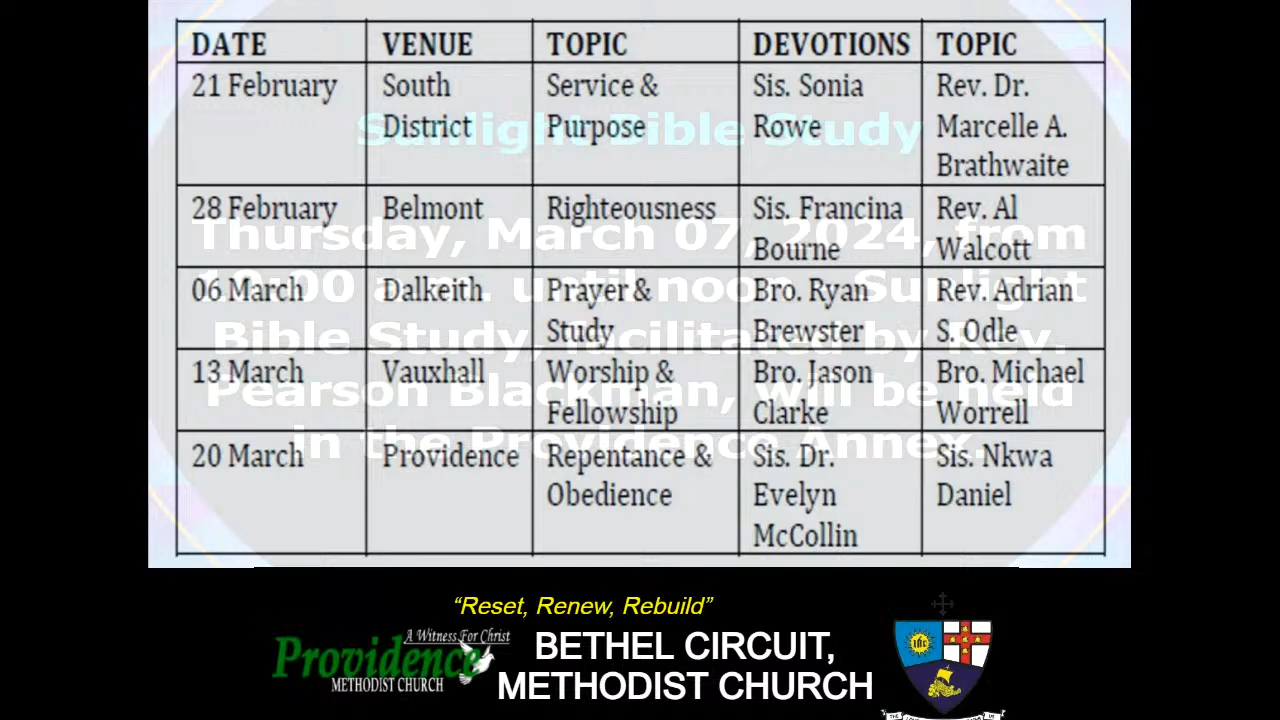 DATE VENUE TOPIC DEVOTIONS TOPIC
21 February South District Service & Purpose Sis. Sonia Rowe Rev. Dr. Marcelle A. Brathwaite
28 February Belmont Righteousness Sis. Francina Bourne Rev. Al Walcott
06 March Dalkeith Prayer & Study Bro. Ryan Brewster Rev. Adrian S. Odle
13 March Vauxhall Worship & Fellowship Bro. Jason Clarke Bro. Michael Worrell
20 March Providence Repentance & Obedience Sis. Dr. Evelyn McCollin Sis. Nkwa Daniel
Sunlight Bible Study
Thursday, March 07, 2024, from
until noon. Sunlight
Bible Study, facilitated by Rev.
Pearson Blackman, will be held
in the Providence Annex.
“Reset, Renew, Rebuild”
A Witness For Christ
Providence
METHODIST CHURCH
BETHEL CIRCUIT,
METHODIST CHURCH